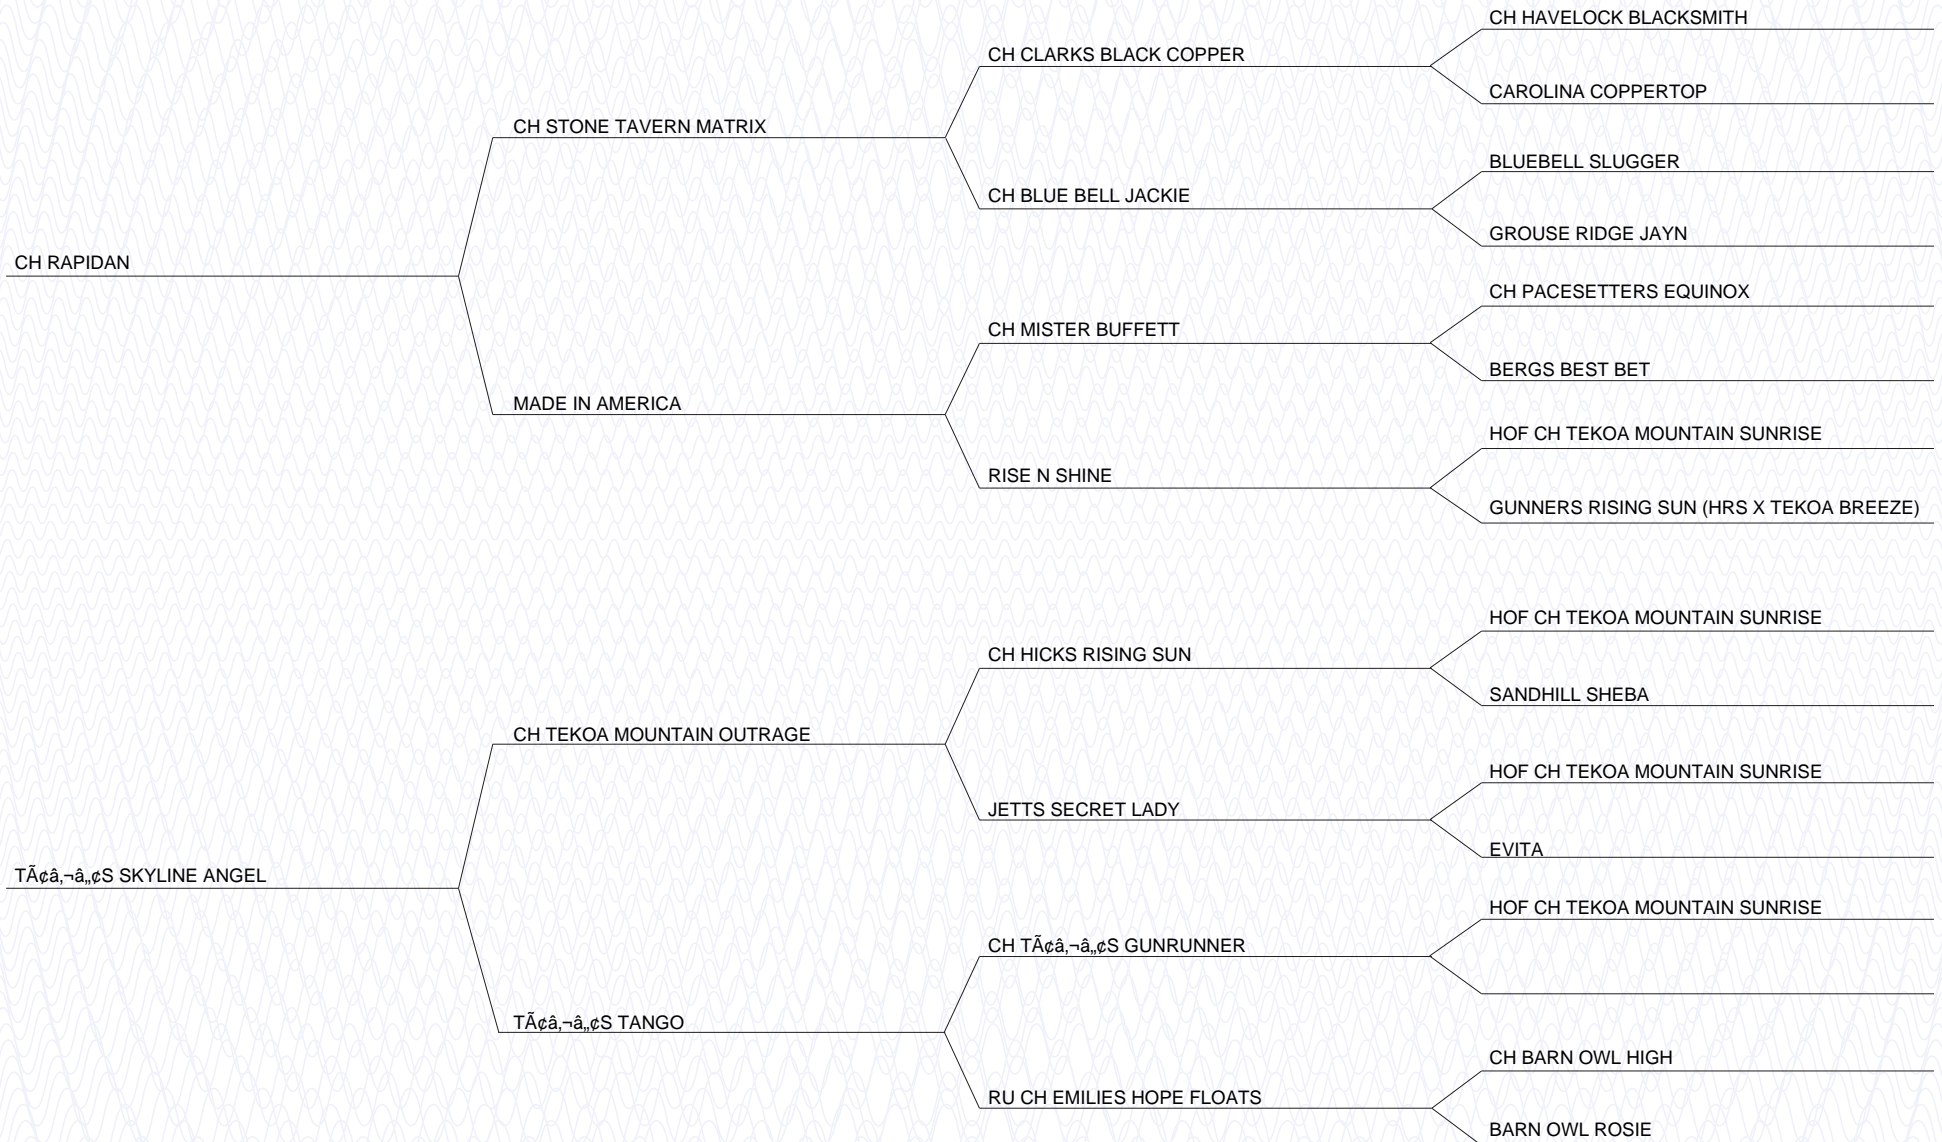 CH HAVELOCK BLACKSMITH
CH CLARKS BLACK COPPER
CAROLINA COPPERTOP
CH STONE TAVERN MATRIX
BLUEBELL SLUGGER
CH BLUE BELL JACKIE
GROUSE RIDGE JAYN
CH RAPIDAN
CH PACESETTERS EQUINOX
CH MISTER BUFFETT
BERGS BEST BET
MADE IN AMERICA
HOF CH TEKOA MOUNTAIN SUNRISE
RISE N SHINE
GUNNERS RISING SUN (HRS X TEKOA BREEZE)
HOF CH TEKOA MOUNTAIN SUNRISE
CH HICKS RISING SUN
SANDHILL SHEBA
CH TEKOA MOUNTAIN OUTRAGE
HOF CH TEKOA MOUNTAIN SUNRISE
JETTS SECRET LADY
EVITA
TÃ¢â‚¬â„¢S SKYLINE ANGEL
HOF CH TEKOA MOUNTAIN SUNRISE
CH TÃ¢â‚¬â„¢S GUNRUNNER
TÃ¢â‚¬â„¢S TANGO
CH BARN OWL HIGH
RU CH EMILIES HOPE FLOATS
BARN OWL ROSIE